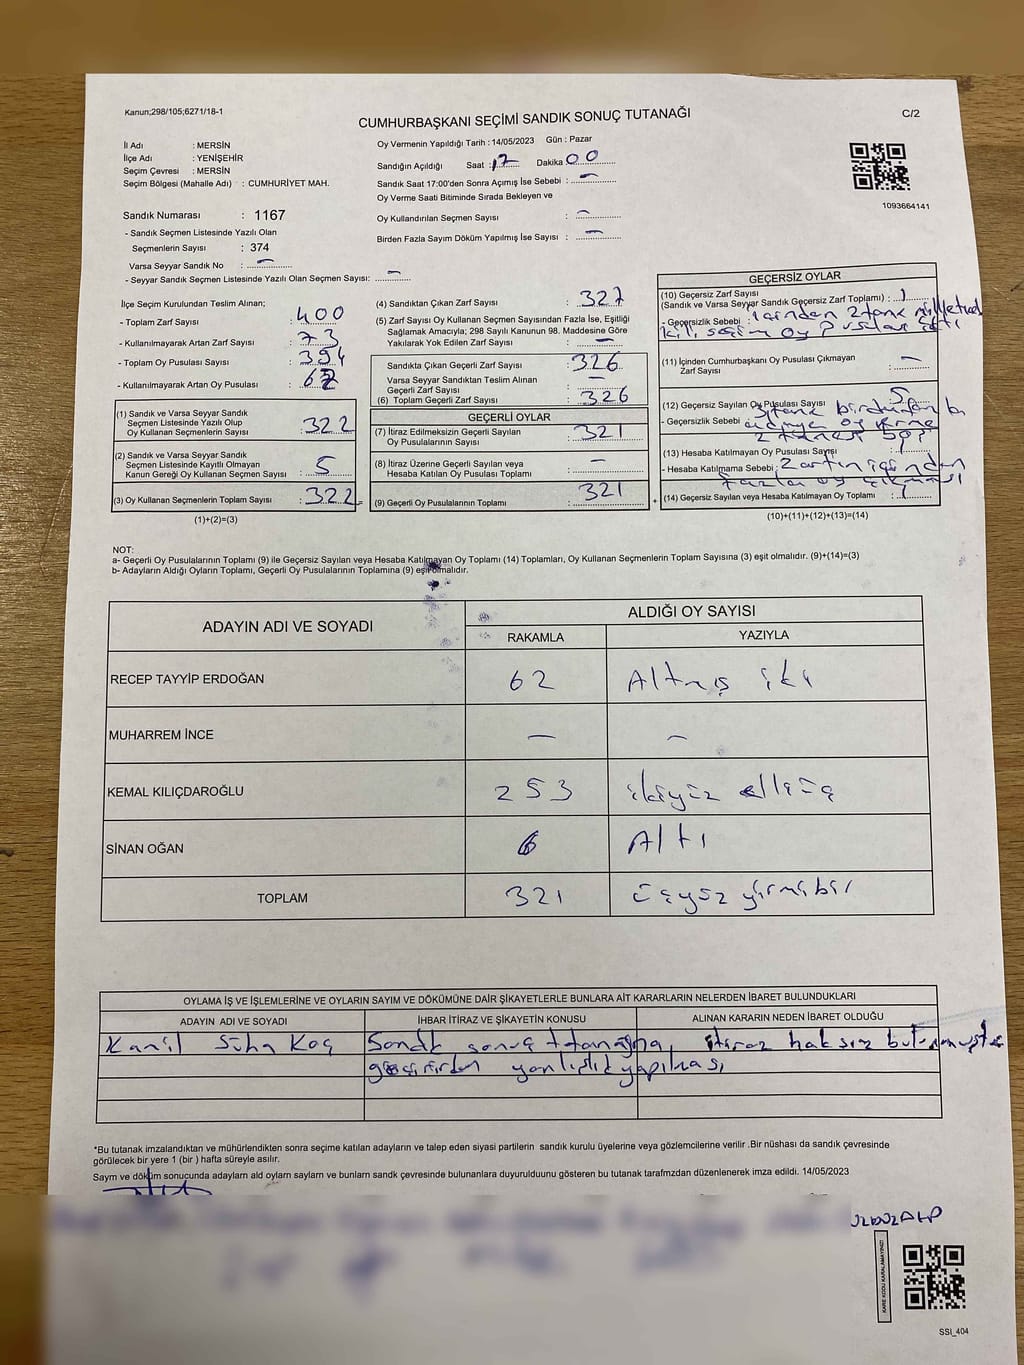 Kanun;298/105;6271/18-1
CUMHURBAŞKANI SEÇİMİ SANDIK SONUÇ TUTANAĞI
C/2
İl Adı : MERSİN
İlçe Adı : YENİŞEHİR
Seçim Çevresi : MERSİN
Seçim Bölgesi (Mahalle Adı) : CUMHURİYET MAH.
Sandık Numarası : 1167
- Sandık Seçmen Listesinde Yazılı Olan
Seçmenlerin Sayısı : 374
Varsa Seyyar Sandık No : –
- Seyyar Sandık Seçmen Listesinde Yazılı Olan Seçmen Sayısı: –
Oy Vermenin Yapıldığı Tarih : 14/05/2023 Gün : Pazar
Sandığın Açıldığı Saat : 17 Dakika 00
Sandık Saat 17:00'den Sonra Açımış İse Sebebi : –
Oy Verme Saati Bitiminde Sırada Bekleyen ve
Oy Kullandırılan Seçmen Sayısı : –
Birden Fazla Sayım Döküm Yapılmış İse Sayısı : –
1093664141
İlçe Seçim Kurulundan Teslim Alınan;
- Toplam Zarf Sayısı : 400
- Kullanılmayarak Artan Zarf Sayısı : 73
- Toplam Oy Pusulası Sayısı : 394
- Kullanılmayarak Artan Oy Pusulası :
(1) Sandık ve Varsa Seyyar Sandık
Seçmen Listesinde Yazılı Olup
Oy Kullanan Seçmenlerin Sayısı : 322
(2) Sandık ve Varsa Seyyar Sandık
Seçmen Listesinde Kayıtlı Olmayan
Kanun Gereği Oy Kullanan Seçmen Sayısı : 5
(3) Oy Kullanan Seçmenlerin Toplam Sayısı : 322
(1)+(2)=(3)
(4) Sandıktan Çıkan Zarf Sayısı : 327
(5) Zarf Sayısı Oy Kullanan Seçmen Sayısından Fazla İse, Eşitliği
Sağlamak Amacıyla; 298 Sayılı Kanunun 98. Maddesine Göre
Yakılarak Yok Edilen Zarf Sayısı : –
Sandıkta Çıkan Geçerli Zarf Sayısı : 326
Varsa Seyyar Sandıktan Teslim Alınan
Geçerli Zarf Sayısı : –
(6) Toplam Geçerli Zarf Sayısı : 326
GEÇERLİ OYLAR
(7) İtiraz Edilmeksizin Geçerli Sayılan
Oy Pusulalarının Sayısı : 321
(8) İtiraz Üzerine Geçerli Sayılan veya
Hesaba Katılan Oy Pusulası Toplamı : –
(9) Geçerli Oy Pusulalarının Toplamı : 321
GEÇERSİZ OYLAR
(10) Geçersiz Zarf Sayısı
(Sandık ve Varsa Seyyar Sandık Geçersiz Zarf Toplamı) : 1
- Geçersizlik Sebebi : içinden 2 tane milletve
kili seçim oy pusulası çıktı
(11) İçinden Cumhurbaşkanı Oy Pusulası Çıkmayan
Zarf Sayısı : –
(12) Geçersiz Sayılan Oy Pusulası Sayısı : 5
- Geçersizlik Sebebi 3 tane birden fazla
adaya oy verme
2 tanesi boş
(13) Hesaba Katılmayan Oy Pusulası Sayısı :
- Hesaba Katılmama Sebebi : Zarfın içinden
fazla oy çıkması
(14) Geçersiz Sayılan veya Hesaba Katılmayan Oy Toplamı :
(10)+(11)+(12)+(13)=(14)
NOT:
a- Geçerli Oy Pusulalarının Toplamı (9) ile Geçersiz Sayılan veya Hesaba Katılmayan Oy Toplamı (14) Toplamları, Oy Kullanan Seçmenlerin Toplam Sayısına (3) eşit olmalıdır. (9)+(14)=(3)
b- Adayların Aldığı Oyların Toplamı, Geçerli Oy Pusulalarının Toplamına (9) eşit olmalıdır.
ADAYIN ADI VE SOYADI
ALDIĞI OY SAYISI
RAKAMLA YAZIYLA
RECEP TAYYİP ERDOĞAN 62 Altmış iki
MUHARREM İNCE – –
KEMAL KILIÇDAROĞLU 253 ikiyüz elliüç
SİNAN OĞAN 6 Altı
TOPLAM 321 üçyüz yirmibir
OYLAMA İŞ VE İŞLEMLERİNE VE OYLARIN SAYIM VE DÖKÜMÜNE DAİR ŞİKAYETLERLE BUNLARA AİT KARARLARIN NELERDEN İBARET BULUNDUKLARI
ADAYIN ADI VE SOYADI İHBAR İTİRAZ VE ŞİKAYETİN KONUSU ALINAN KARARIN NEDEN İBARET OLDUĞU
Kamil Süha Koç Sandık sonuç tutanağına, itiraz haksız bulunmuştur
geçirirken yanlışlık yapılması
*Bu tutanak imzalandıktan ve mühürlendikten sonra seçime katılan adayların ve talep eden siyasi partilerin sandık kurulu üyelerine veya gözlemcilerine verilir .Bir nüshası da sandık çevresinde
görülecek bir yere 1 (bir ) hafta süreyle asılır.
Saym ve döküm sonucunda adaylarn ald oylarn saylarn ve bunların sandk çevresinde bulunanlara duyurulduunu gösteren bu tutanak tarafmzdan düzenlenerek imza edildi. 14/05/2023
KARE KODU KARALAMAYINIZ!
SSI_404